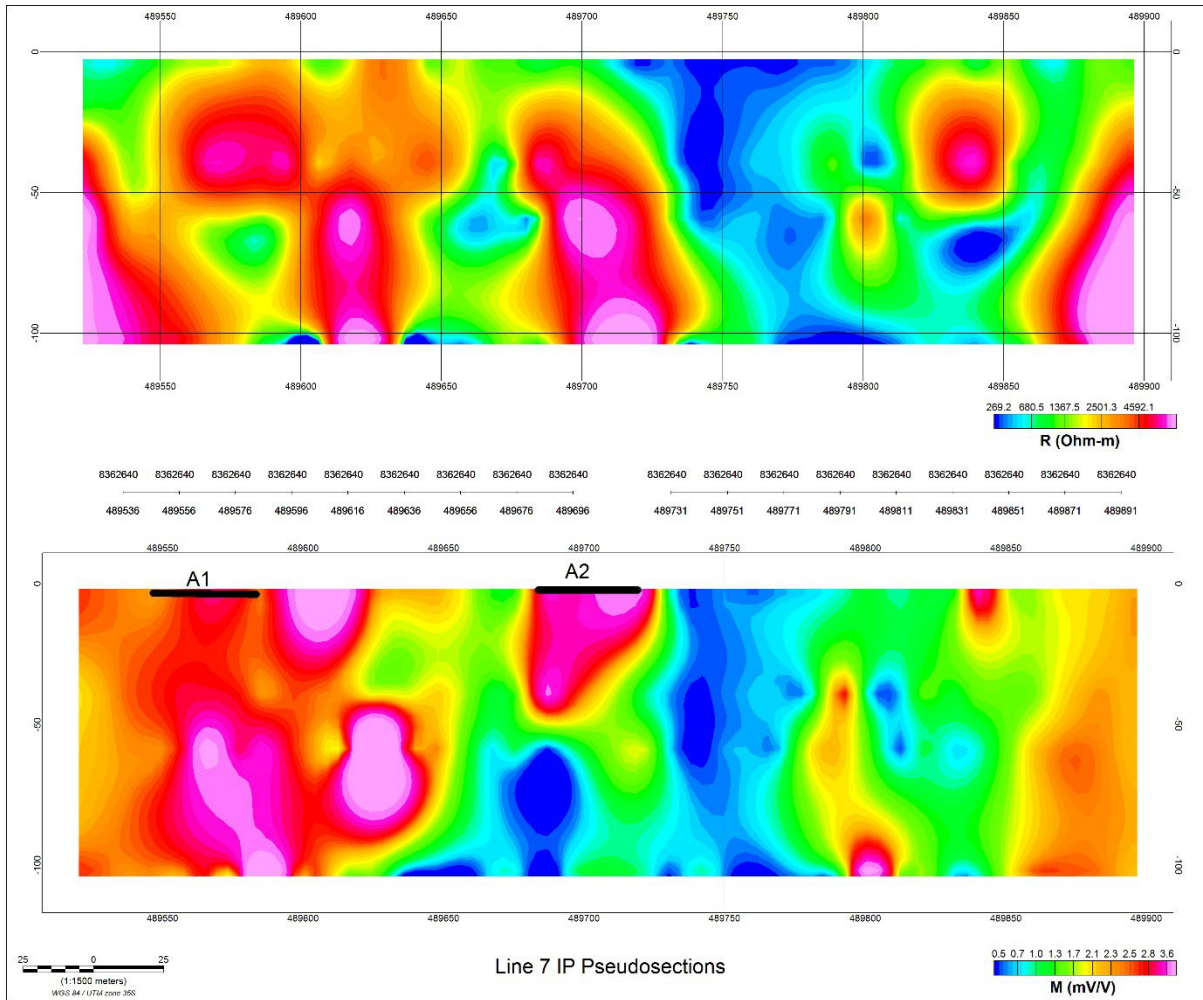 489550 489600 489650 489700 489750 489800 489850 489900
0 0
-50 -50
-100 -100
489550 489600 489650 489700 489750 489800 489850 489900
269.2 680.5 1367.5 2501.3 4592.1
R (Ohm-m)
8362640 8362640 8362640 8362640 8362640 8362640 8362640 8362640 8362640 8362640 8362640 8362640 8362640 8362640 8362640 8362640 8362640 8362640
489536 489556 489576 489596 489616 489636 489656 489676 489696 489731 489751 489771 489791 489811 489831 489851 489871 489891
489550 489600 489650 489700 489750 489800 489850 489900
A1 A2
0 0
-50 -50
-100 -100
489550 489600 489650 489700 489750 489800 489850 489900
25 0 25
(1:1500 meters)
WGS 84 / UTM zone 35S
Line 7 IP Pseudosections
0.5 0.7 1.0 1.3 1.7 2.1 2.3 2.5 2.8 3.6
M (mV/V)